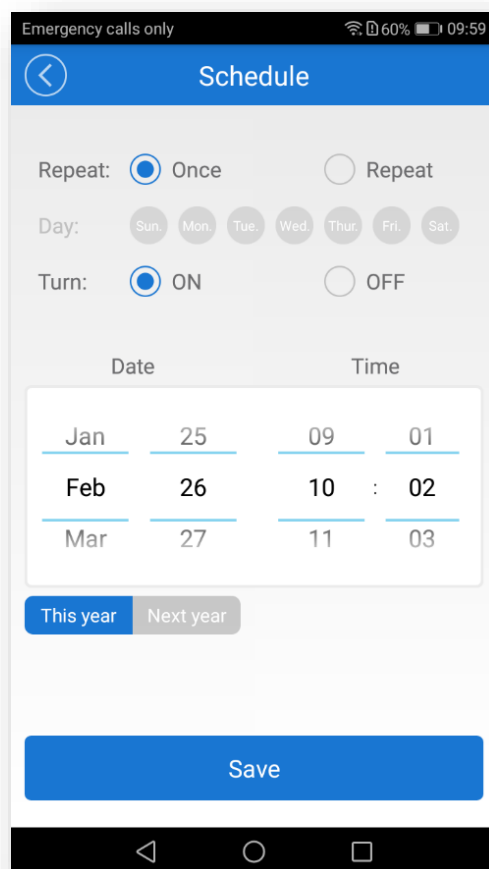 Emergency calls only 60% 09:59
Schedule
Repeat: Once Repeat
Day: Sun. Mon. Tue. Wed. Thur. Fri. Sat.
Turn: ON OFF
Date Time
Jan 25 09 01
Feb 26 10 : 02
Mar 27 11 03
This year Next year
Save